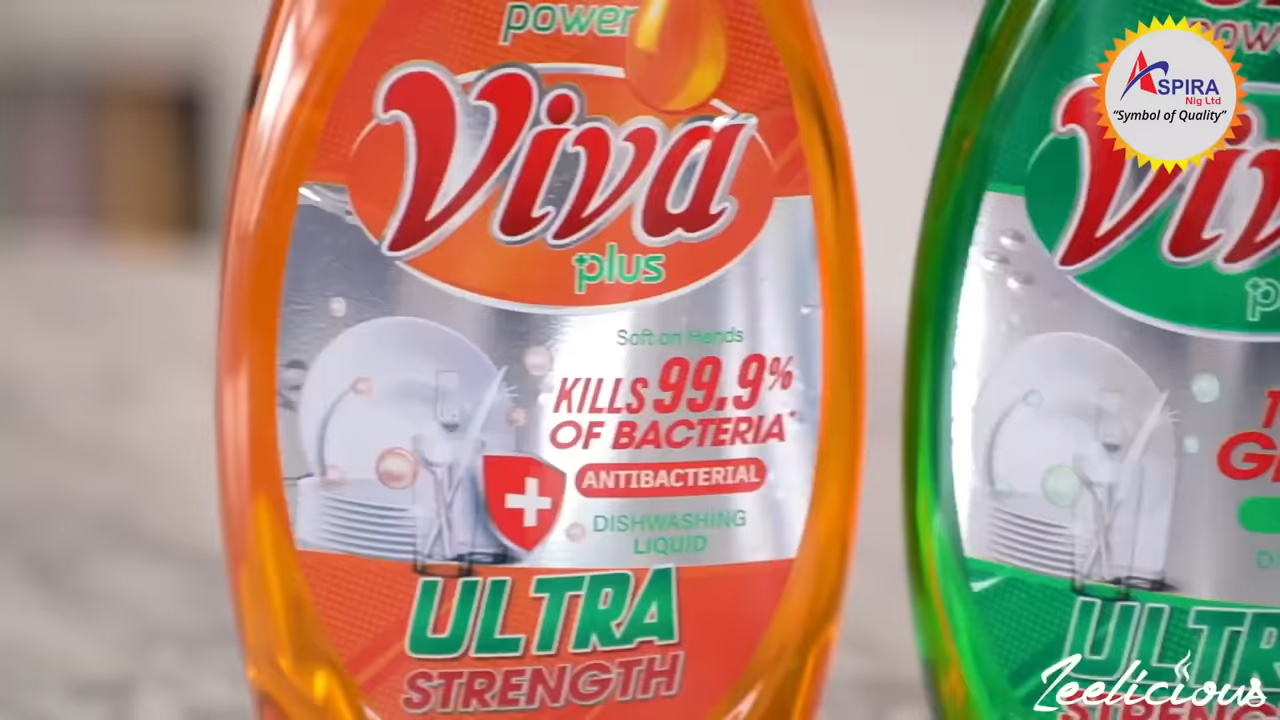 power
Viva
plus
Soft on Hands
KILLS 99.9%
OF BACTERIA*
ANTIBACTERIAL
DISHWASHING
LIQUID
ULTRA
STRENGTH
ASPIRA
Nig Ltd
"Symbol of Quality"
Zeelicious